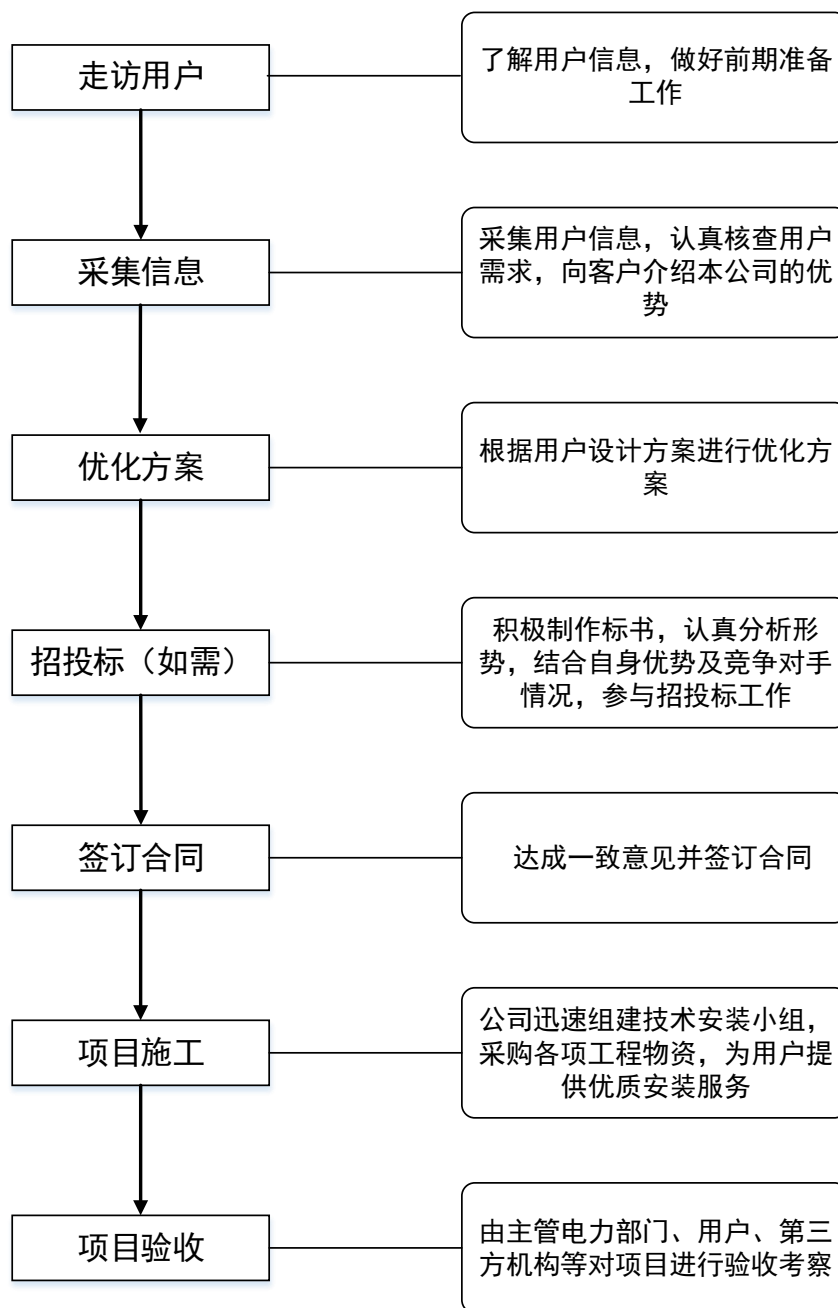 走访用户
了解用户信息，做好前期准备
工作
采集信息
采集用户信息，认真核查用户
需求，向客户介绍本公司的优
势
优化方案
根据用户设计方案进行优化方
案
招投标（如需）
积极制作标书，认真分析形
势，结合自身优势及竞争对手
情况，参与招投标工作
签订合同
达成一致意见并签订合同
项目施工
公司迅速组建技术安装小组，
采购各项工程物资，为用户提
供优质安装服务
项目验收
由主管电力部门、用户、第三
方机构等对项目进行验收考察